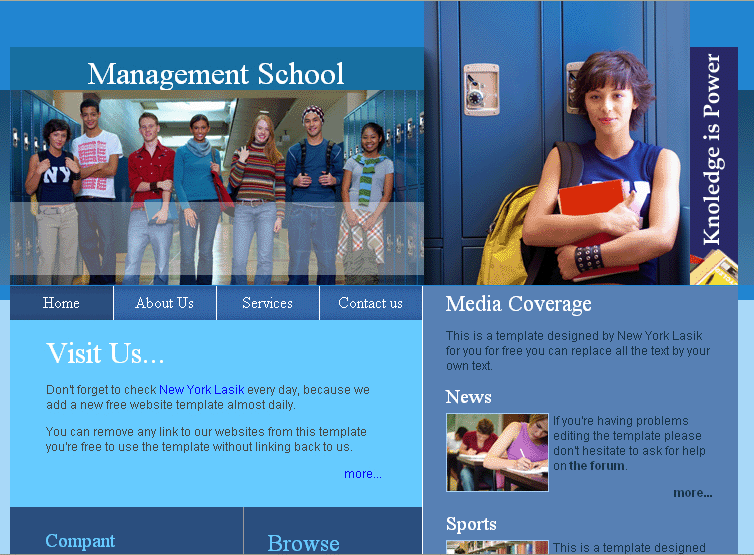 Management School
Knoledge is Power
NY
Home
About Us
Services
Contact us
Visit Us...
Don't forget to check New York Lasik every day, because we
add a new free website template almost daily.
You can remove any link to our websites from this template
you're free to use the template without linking back to us.
more...
Compant
Browse
Media Coverage
This is a template designed by New York Lasik
for you for free you can replace all the text by your
own text.
News
If you're having problems
editing the template please
don't hesitate to ask for help
on the forum.
more...
Sports
This is a template designed